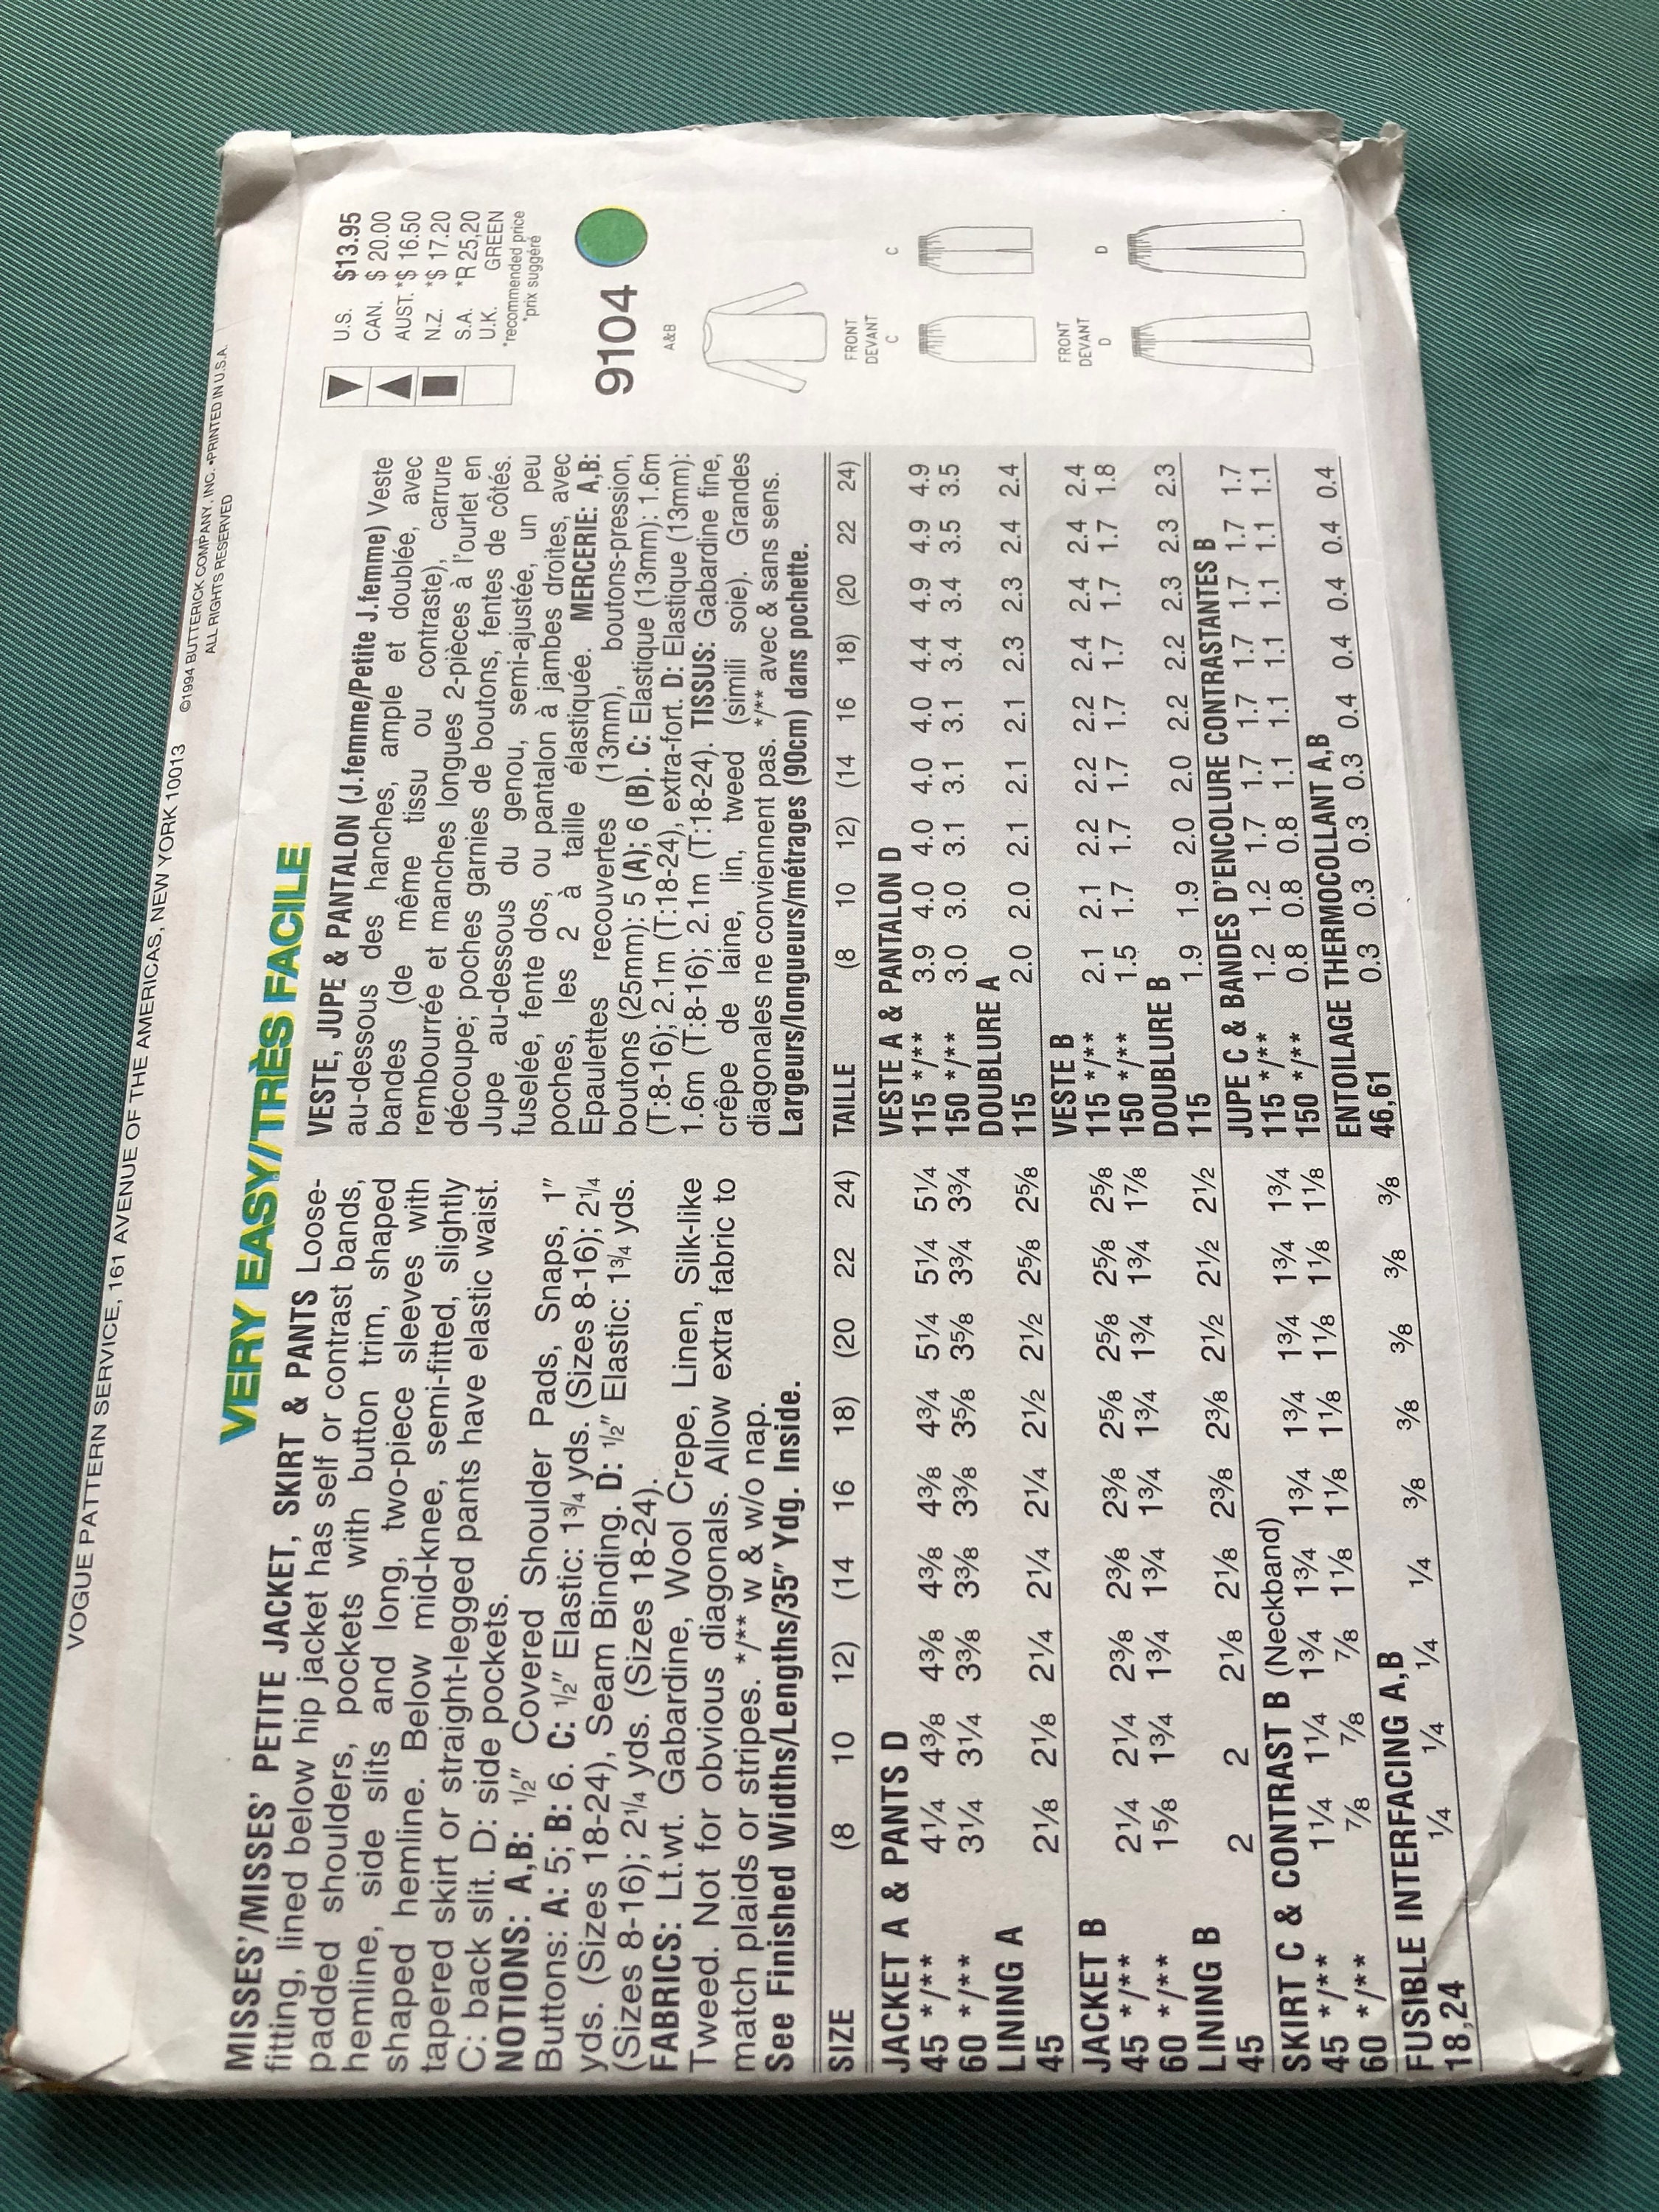 VOGUE PATTERN SERVICE, 161 AVENUE OF THE AMERICAS, NEW YORK 10013
©1994 BUTTERICK COMPANY, INC. •PRINTED IN U.S.A.
ALL RIGHTS RESERVED
VERY EASY/TRÈS FACILE
MISSES'/MISSES' PETITE JACKET, SKIRT & PANTS Loose-
fitting, lined below hip jacket has self or contrast bands,
padded shoulders, pockets with button trim, shaped
hemline, side slits and long, two-piece sleeves with
shaped hemline. Below mid-knee, semi-fitted, slightly
tapered skirt or straight-legged pants have elastic waist.
C: back slit. D: side pockets.
NOTIONS: A,B: 1/2" Covered Shoulder Pads, Snaps, 1"
Buttons: A: 5; B: 6. C: 1/2" Elastic: 1 3/4 yds. (Sizes 8-16); 2 1/4
yds. (Sizes 18-24), Seam Binding. D: 1/2" Elastic: 1 3/4 yds.
(Sizes 8-16); 2 1/4 yds. (Sizes 18-24).
FABRICS: Lt.wt. Gabardine, Wool Crepe, Linen, Silk-like
Tweed. Not for obvious diagonals. Allow extra fabric to
match plaids or stripes. */** w & w/o nap.
See Finished Widths/Lengths/35" Ydg. Inside.
SIZE (8 10 12) (14 16 18) (20 22 24)
JACKET A & PANTS D
45 */** 4 1/4 4 3/8 4 3/8 4 3/8 4 3/8 4 3/4 5 1/4 5 1/4 5 1/4
60 */** 3 1/4 3 1/4 3 3/8 3 3/8 3 3/8 3 5/8 3 5/8 3 3/4 3 3/4
LINING A
45 2 1/8 2 1/8 2 1/4 2 1/4 2 1/4 2 1/2 2 1/2 2 5/8 2 5/8
JACKET B
45 */** 2 1/4 2 1/4 2 3/8 2 3/8 2 3/8 2 5/8 2 5/8 2 5/8 2 5/8
60 */** 1 5/8 1 3/4 1 3/4 1 3/4 1 3/4 1 3/4 1 3/4 1 3/4 1 7/8
LINING B
45 2 2 2 1/8 2 1/8 2 3/8 2 3/8 2 1/2 2 1/2 2 1/2
SKIRT C & CONTRAST B (Neckband)
45 */** 1 1/4 1 1/4 1 3/4 1 3/4 1 3/4 1 3/4 1 3/4 1 3/4 1 3/4
60 */** 7/8 7/8 7/8 1 1/8 1 1/8 1 1/8 1 1/8 1 1/8 1 1/8
FUSIBLE INTERFACING A,B
18,24 1/4 1/4 1/4 1/4 3/8 3/8 3/8 3/8 3/8
VESTE, JUPE & PANTALON (J.femme/Petite J.femme) Veste
au-dessous des hanches, ample et doublée, avec
bandes (de même tissu ou contraste), carrure
rembourrée et manches longues 2-pièces à l'ourlet en
découpe; poches garnies de boutons, fentes de côtés.
Jupe au-dessous du genou, semi-ajustée, un peu
fuselée, fente dos, ou pantalon à jambes droites, avec
poches, les 2 à taille élastiquée. MERCERIE: A,B:
Epaulettes recouvertes (13mm), boutons-pression,
boutons (25mm): 5 (A); 6 (B). C: Elastique (13mm): 1.6m
(T:8-16); 2.1m (T:18-24), extra-fort. D: Elastique (13mm):
1.6m (T:8-16); 2.1m (T:18-24). TISSUS: Gabardine fine,
crêpe de laine, lin, tweed (simili soie). Grandes
diagonales ne conviennent pas. */** avec & sans sens.
Largeurs/longueurs/métrages (90cm) dans pochette.
TAILLE (8 10 12) (14 16 18) (20 22 24)
VESTE A & PANTALON D
115 */** 3.9 4.0 4.0 4.0 4.0 4.4 4.9 4.9 4.9
150 */** 3.0 3.0 3.1 3.1 3.1 3.4 3.4 3.5 3.5
DOUBLURE A
115 2.0 2.0 2.1 2.1 2.1 2.3 2.3 2.4 2.4
VESTE B
115 */** 2.1 2.1 2.2 2.2 2.2 2.4 2.4 2.4 2.4
150 */** 1.5 1.7 1.7 1.7 1.7 1.7 1.7 1.7 1.8
DOUBLURE B
115 1.9 1.9 2.0 2.0 2.2 2.2 2.3 2.3 2.3
JUPE C & BANDES D'ENCOLURE CONTRASTANTES B
115 */** 1.2 1.2 1.7 1.7 1.7 1.7 1.7 1.7 1.7
150 */** 0.8 0.8 0.8 1.1 1.1 1.1 1.1 1.1 1.1
ENTOILAGE THERMOCOLLANT A,B
46,61 0.3 0.3 0.3 0.3 0.4 0.4 0.4 0.4 0.4
U.S. $13.95
CAN. $ 20.00
AUST. *$ 16.50
N.Z. *$ 17.20
S.A. *R 25,20
U.K. GREEN
*recommended price
*prix suggéré
9104
A&B
FRONT
DEVANT
C C
FRONT
DEVANT
D D